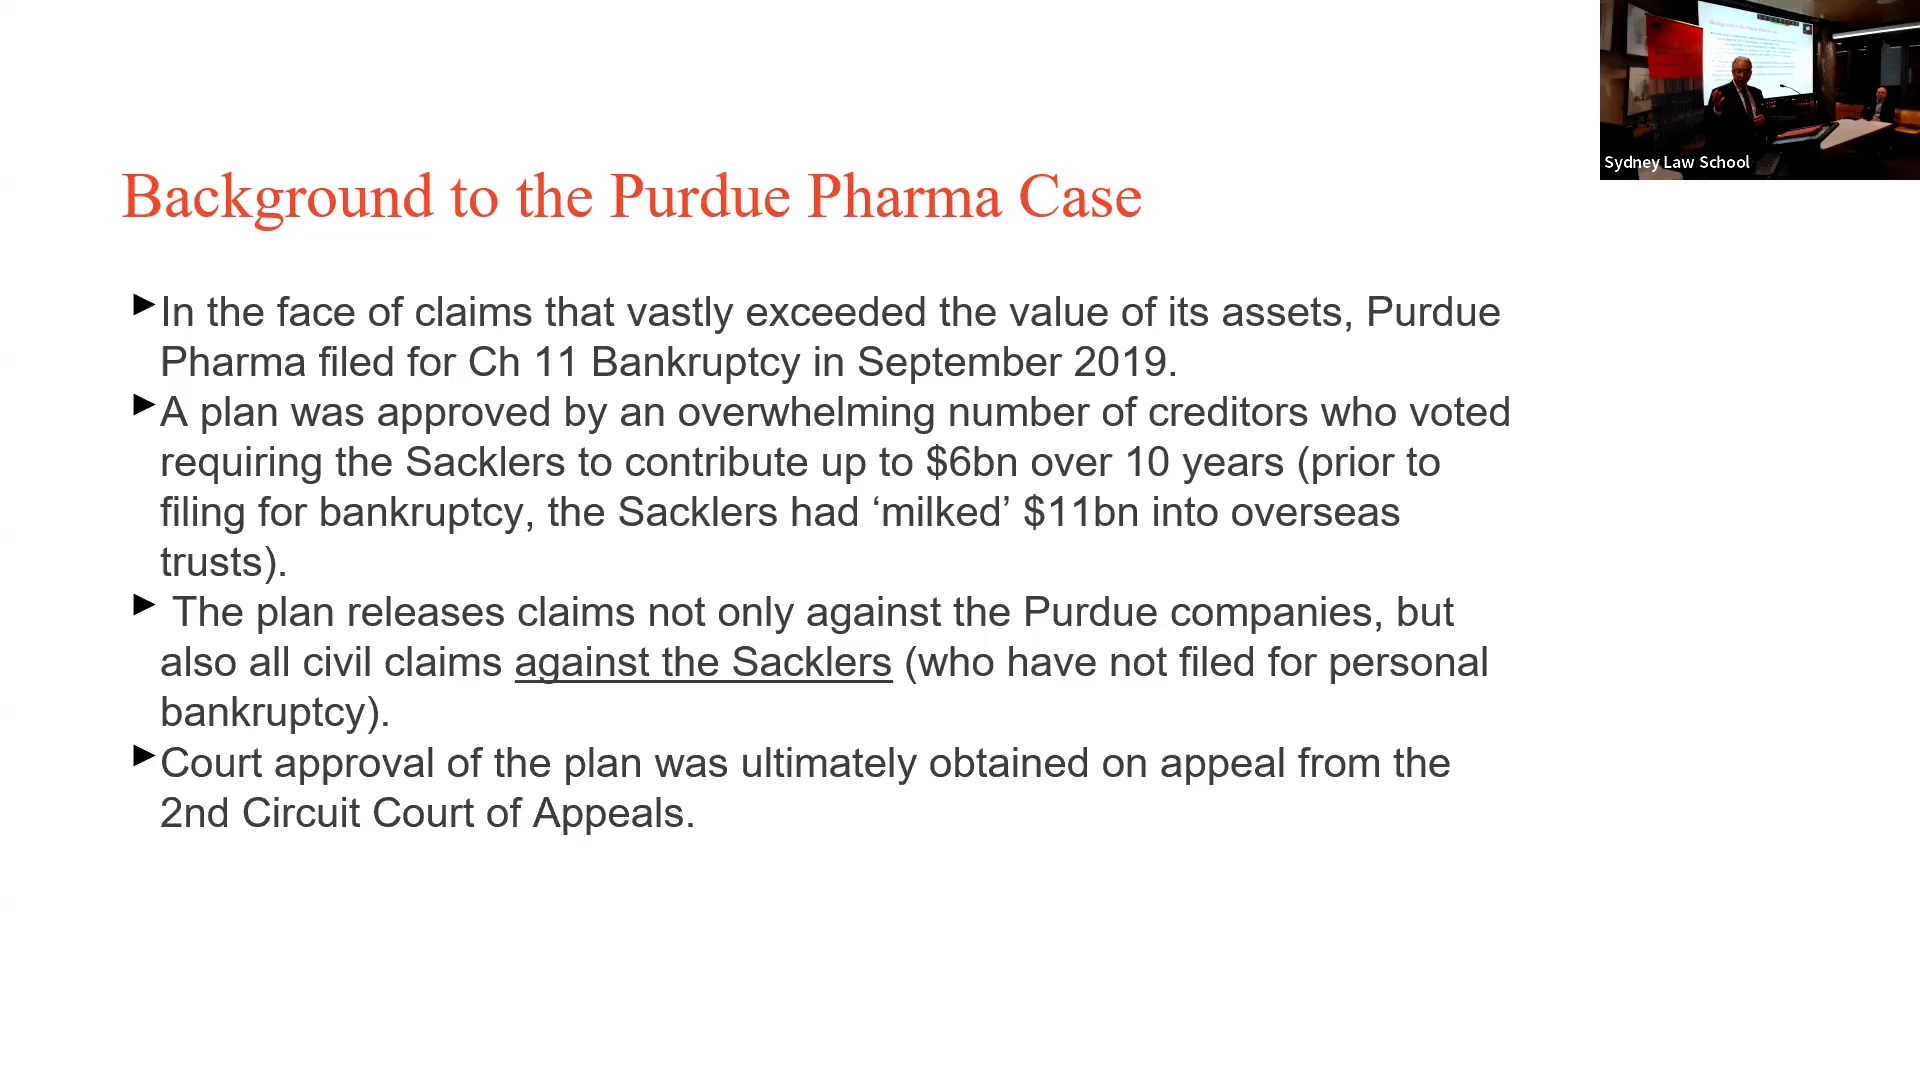 Background to the Purdue Pharma Case
In the face of claims that vastly exceeded the value of its assets, Purdue
Pharma filed for Ch 11 Bankruptcy in September 2019.
A plan was approved by an overwhelming number of creditors who voted
requiring the Sacklers to contribute up to $6bn over 10 years (prior to
filing for bankruptcy, the Sacklers had ‘milked’ $11bn into overseas
trusts).
The plan releases claims not only against the Purdue companies, but
also all civil claims against the Sacklers (who have not filed for personal
bankruptcy).
Court approval of the plan was ultimately obtained on appeal from the
2nd Circuit Court of Appeals.
Sydney Law School